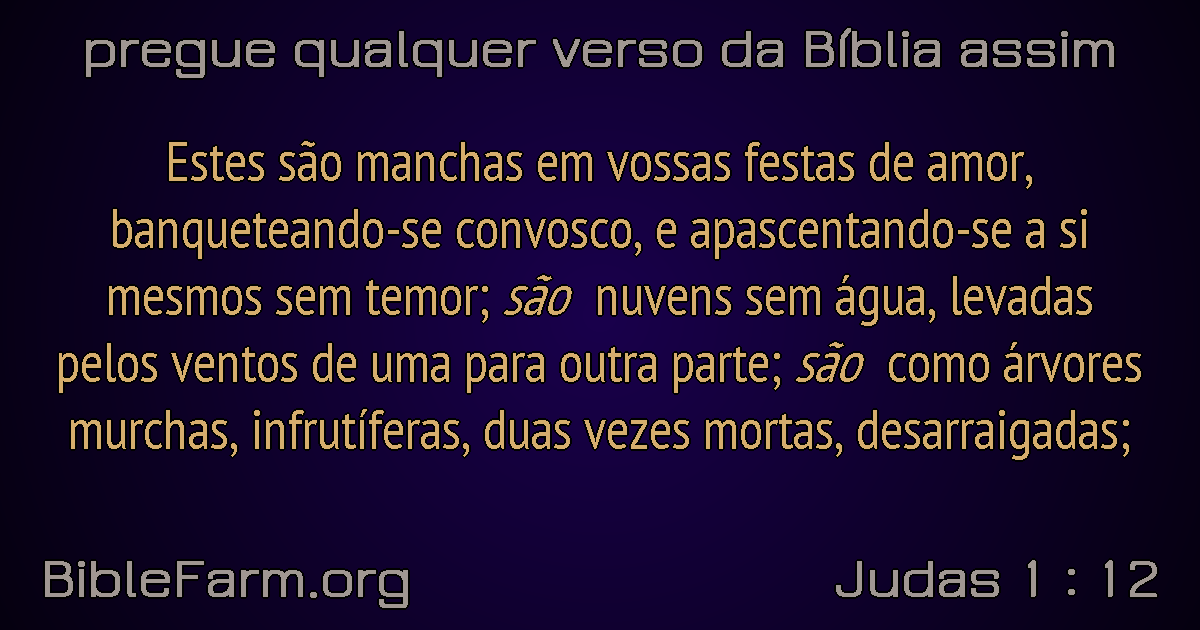 pregue qualquer verso da Bíblia assim
Estes são manchas em vossas festas de amor,
banqueteando-se convosco, e apascentando-se a si
mesmos sem temor; são nuvens sem água, levadas
pelos ventos de uma para outra parte; são como árvores
murchas, infrutíferas, duas vezes mortas, desarraigadas;
BibleFarm.org
Judas 1 : 12